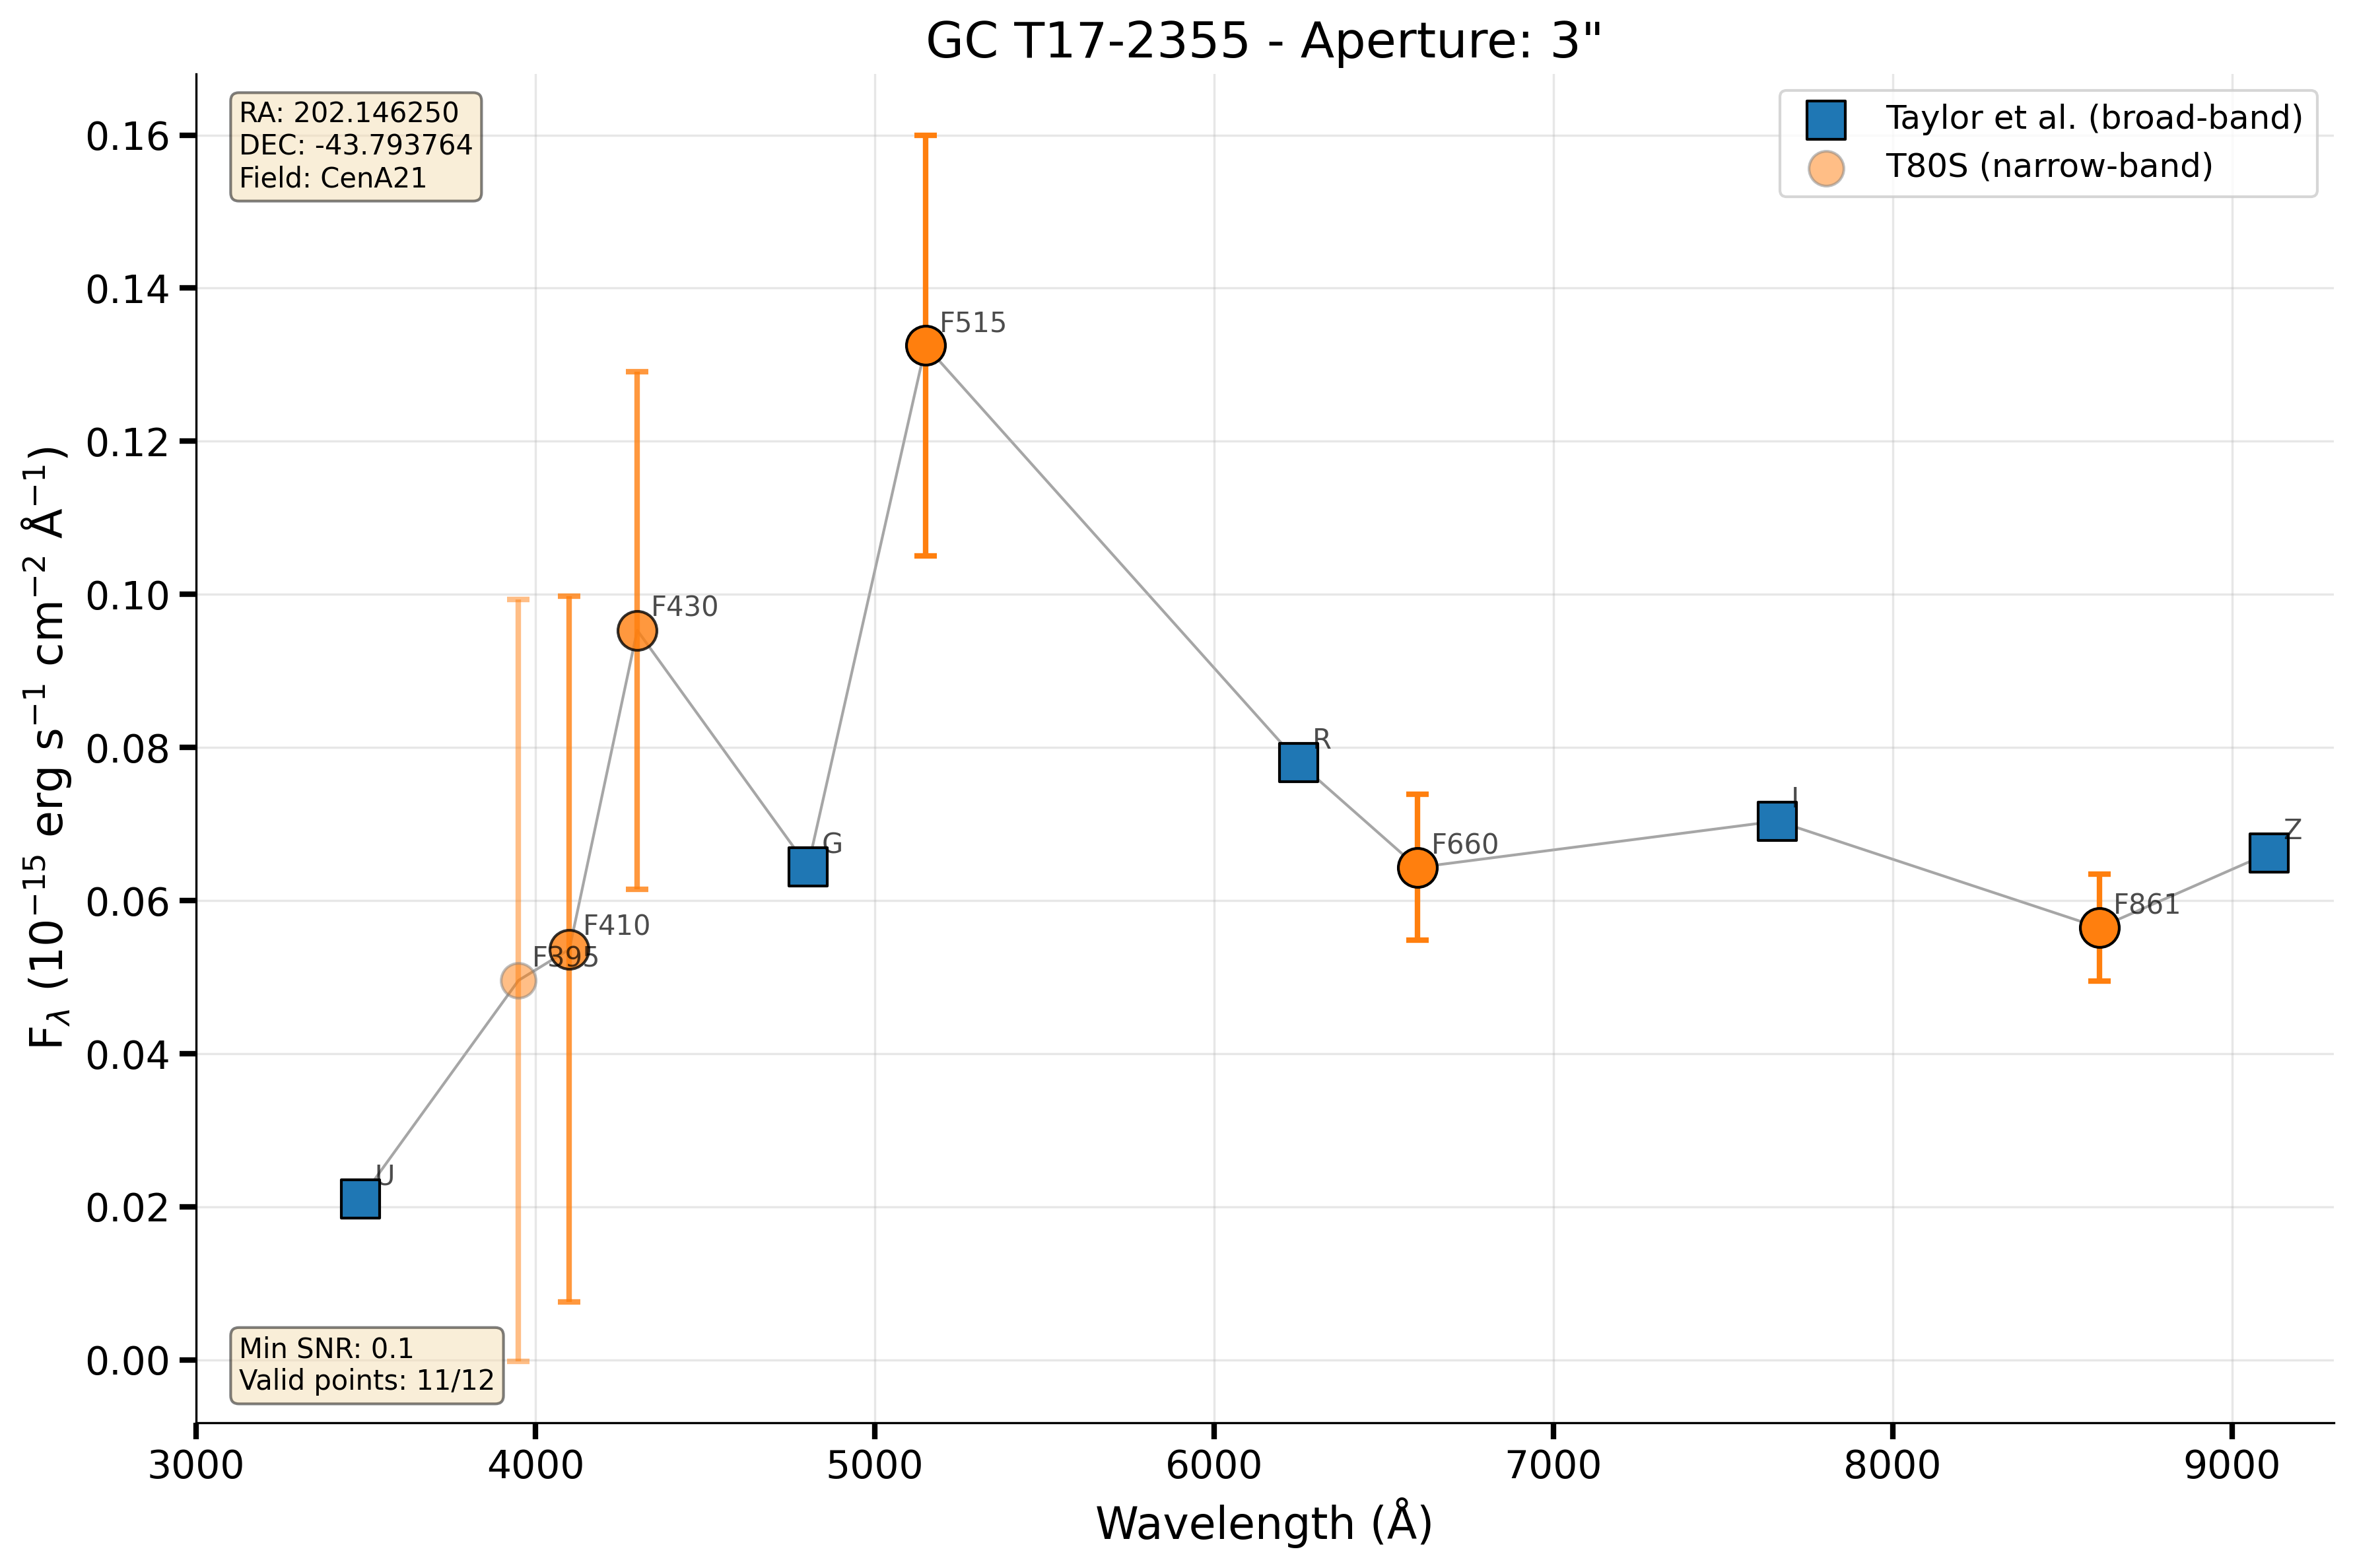 GC T17-2355 - Aperture: 3"
RA: 202.146250
DEC: -43.793764
Field: CenA21
Taylor et al. (broad-band)
T80S (narrow-band)
0.16
0.14
0.12
0.10
0.08
0.06
0.04
0.02
0.00
F515
F430
R
G
I
Z
F660
F410
F861
F395
U
Min SNR: 0.1
Valid points: 11/12
3000 4000 5000 6000 7000 8000 9000
Wavelength (Å)
Fλ (10⁻¹⁵ erg s⁻¹ cm⁻² Å⁻¹)